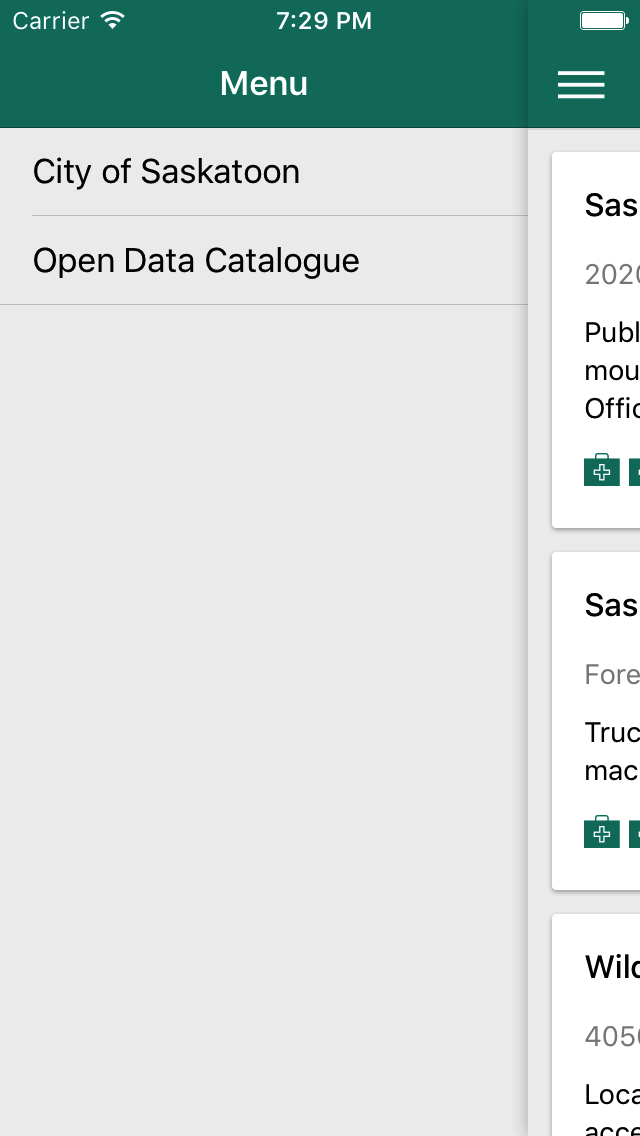 Carrier 7:29 PM
Menu
City of Saskatoon
Open Data Catalogue
Sas
202
Publ
mou
Offic
Sas
Fore
Truc
mac
Wild
405
Loca
acce